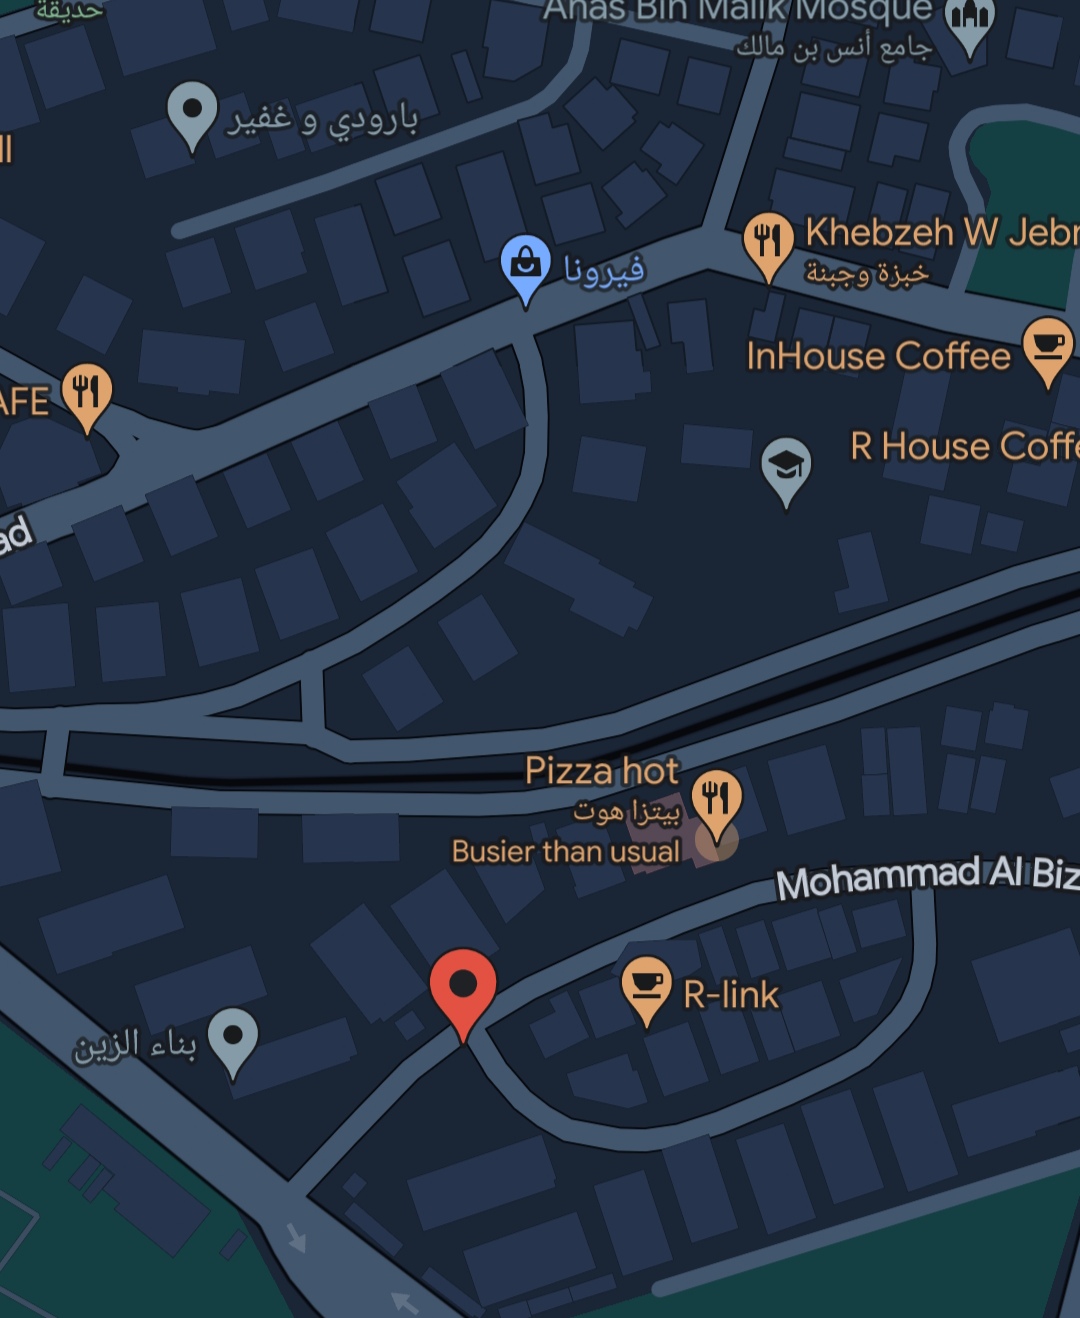 حديقة
Anas Bin Malik Mosque
جامع أنس بن مالك
بارودي و غفير
Khebzeh W Jebn
خبزة وجبنة
فيرونا
InHouse Coffee
AFE
R House Coffe
ad
Pizza hot
بيتزا هوت
Busier than usual
Mohammad Al Biz
R-link
بناء الزين